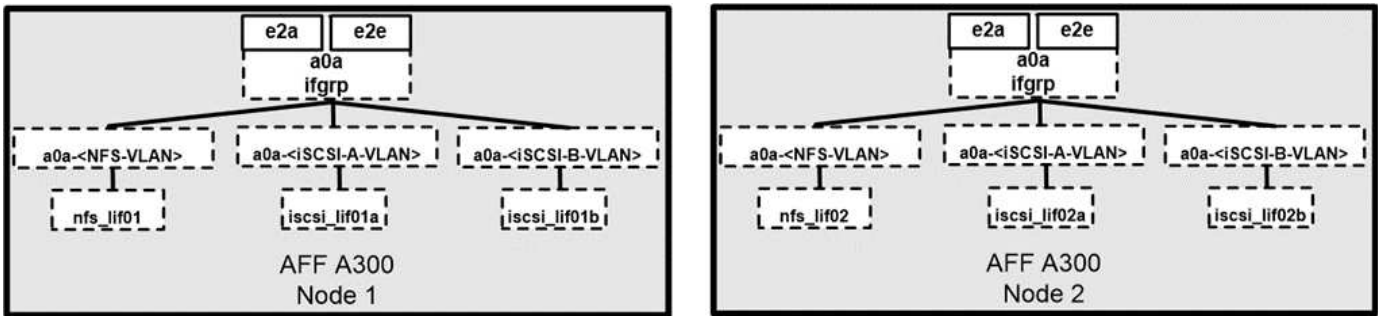 e2a e2e
a0a
ifgrp
a0a-<NFS-VLAN> a0a-<iSCSI-A-VLAN> a0a-<iSCSI-B-VLAN>
nfs_lif01 iscsi_lif01a iscsi_lif01b
AFF A300
Node 1
e2a e2e
a0a
ifgrp
a0a-<NFS-VLAN> a0a-<iSCSI-A-VLAN> a0a-<iSCSI-B-VLAN>
nfs_lif02 iscsi_lif02a iscsi_lif02b
AFF A300
Node 2